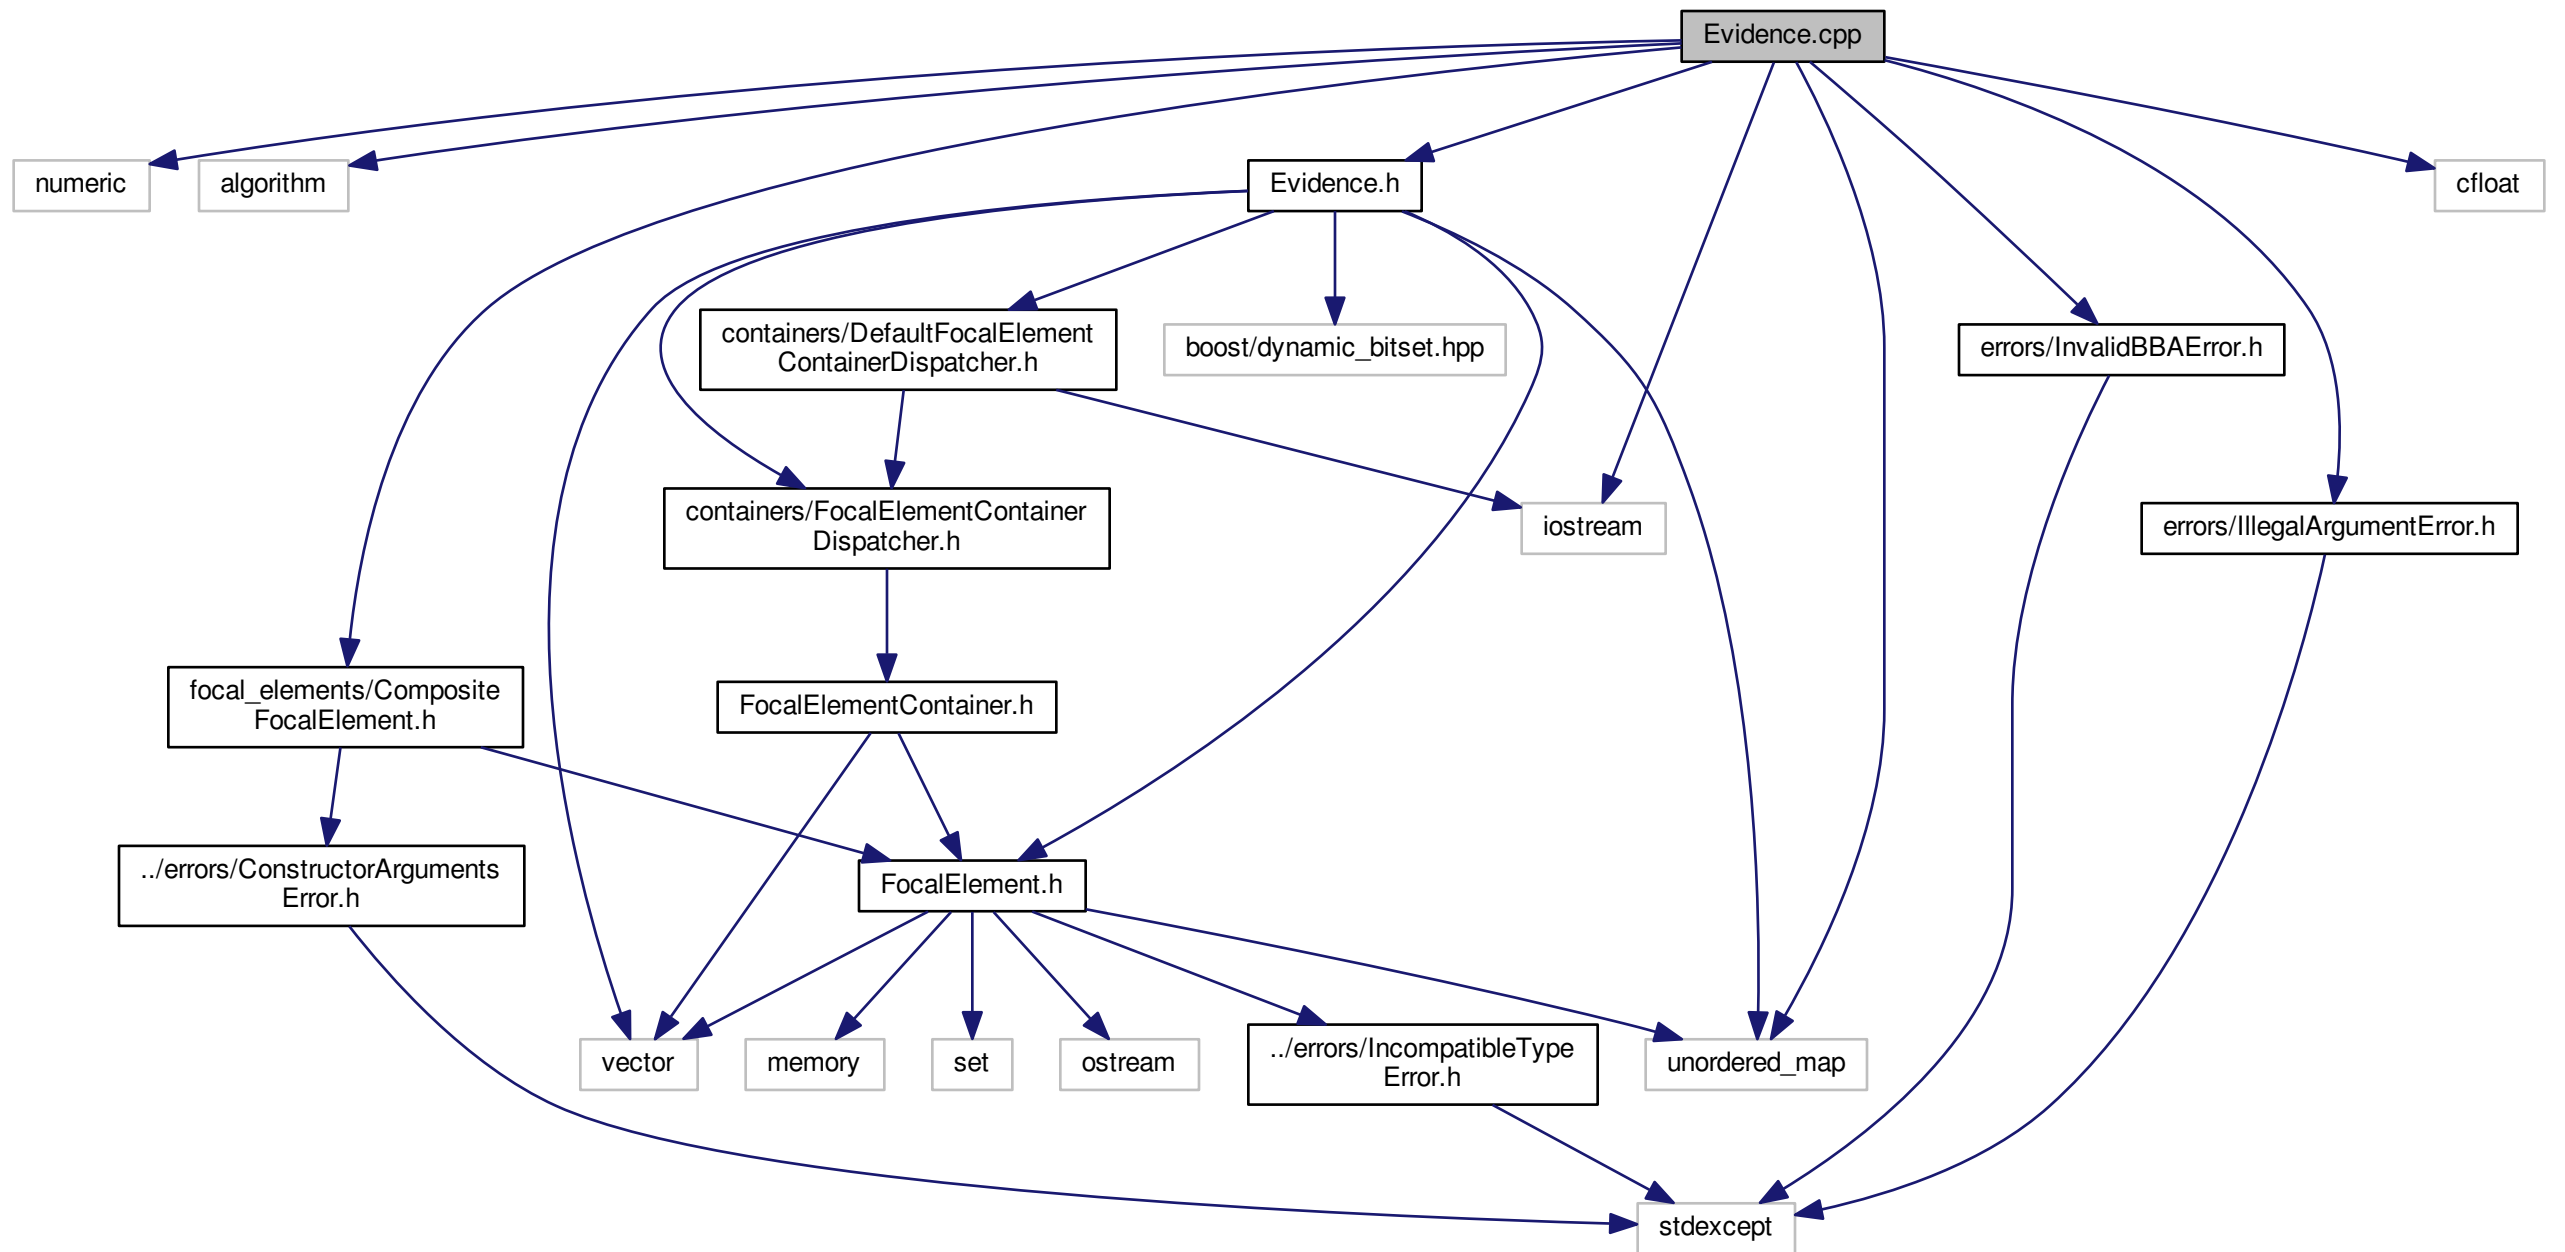 Evidence.cpp
numeric
algorithm
Evidence.h
cfloat
containers/DefaultFocalElement
ContainerDispatcher.h
boost/dynamic_bitset.hpp
errors/InvalidBBAError.h
containers/FocalElementContainer
Dispatcher.h
iostream
errors/IllegalArgumentError.h
focal_elements/Composite
FocalElement.h
FocalElementContainer.h
../errors/ConstructorArguments
Error.h
FocalElement.h
vector
memory
set
ostream
../errors/IncompatibleType
Error.h
unordered_map
stdexcept